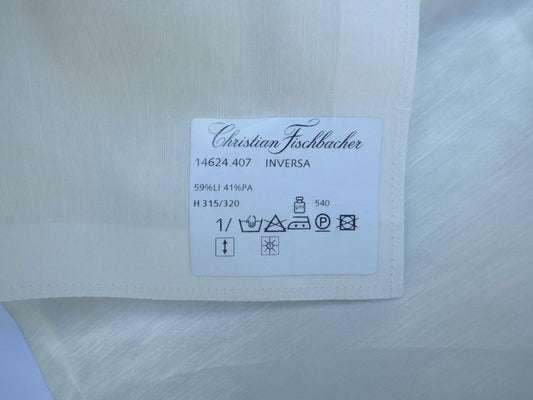 Christian Fischbacher
14624.407 INVERSA
59%LI 41%PA
H 315/320 540
1/ P